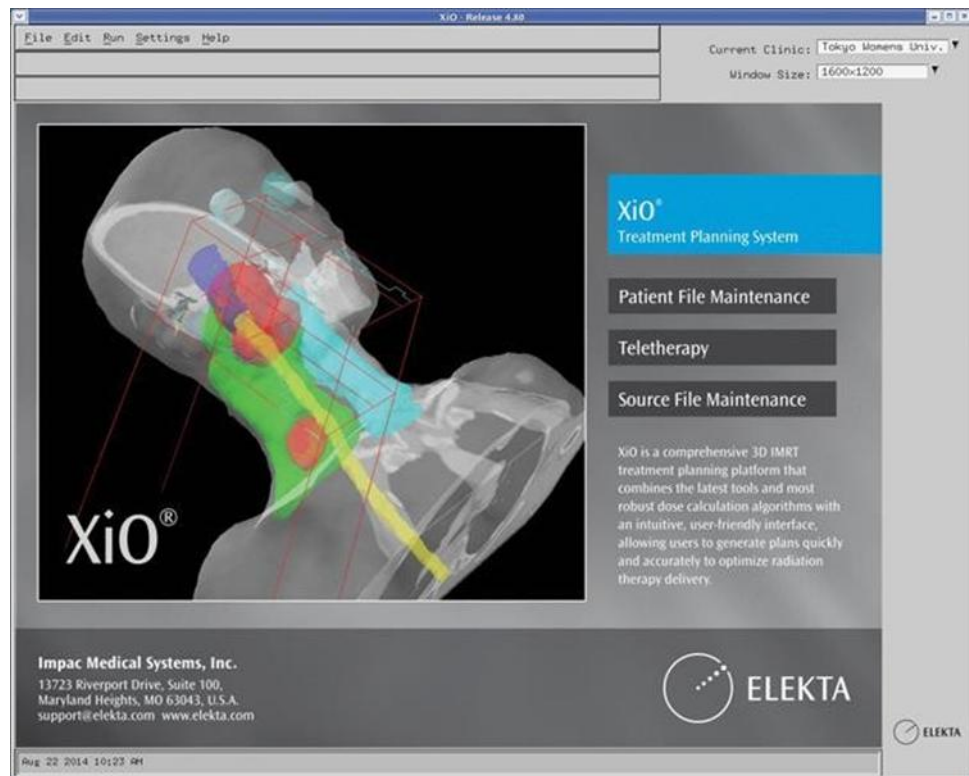 XiO - Release 4.80
File Edit Run Settings Help
Current Clinic: Tokyo Womens Univ.
Window Size: 1600x1200
XiO®
Treatment Planning System
Patient File Maintenance
Teletherapy
Source File Maintenance
XiO is a comprehensive 3D IMRT
treatment planning platform that
combines the latest tools and most
robust dose calculation algorithms with
an intuitive, user-friendly interface,
allowing users to generate plans quickly
and accurately to optimize radiation
therapy delivery.
XiO®
Impac Medical Systems, Inc.
13723 Riverport Drive, Suite 100,
Maryland Heights, MO 63043, U.S.A.
support@elekta.com www.elekta.com
ELEKTA
ELEKTA
Aug 22 2014 10:23 AM